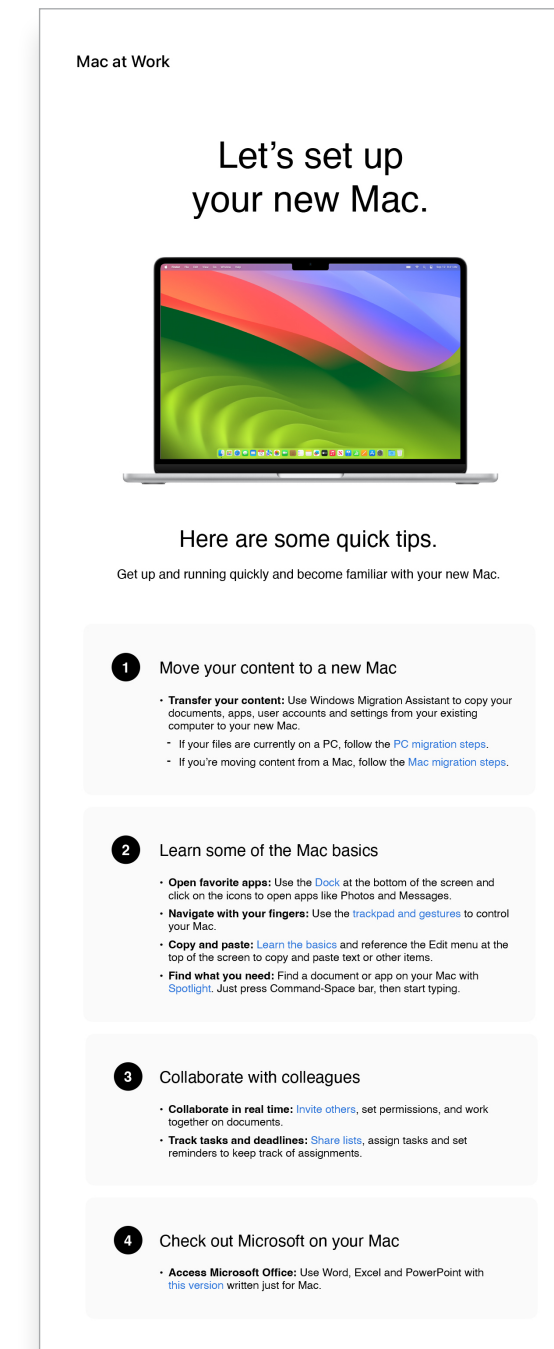 Mac at Work
Let’s set up
your new Mac.
Here are some quick tips.
Get up and running quickly and become familiar with your new Mac.
1
Move your content to a new Mac
• Transfer your content: Use Windows Migration Assistant to copy your
documents, apps, user accounts and settings from your existing
computer to your new Mac.
- If your files are currently on a PC, follow the PC migration steps.
- If you’re moving content from a Mac, follow the Mac migration steps.
2
Learn some of the Mac basics
• Open favorite apps: Use the Dock at the bottom of the screen and
click on the icons to open apps like Photos and Messages.
• Navigate with your fingers: Use the trackpad and gestures to control
your Mac.
• Copy and paste: Learn the basics and reference the Edit menu at the
top of the screen to copy and paste text or other items.
• Find what you need: Find a document or app on your Mac with
Spotlight. Just press Command-Space bar, then start typing.
3
Collaborate with colleagues
• Collaborate in real time: Invite others, set permissions, and work
together on documents.
• Track tasks and deadlines: Share lists, assign tasks and set
reminders to keep track of assignments.
4
Check out Microsoft on your Mac
• Access Microsoft Office: Use Word, Excel and PowerPoint with
this version written just for Mac.